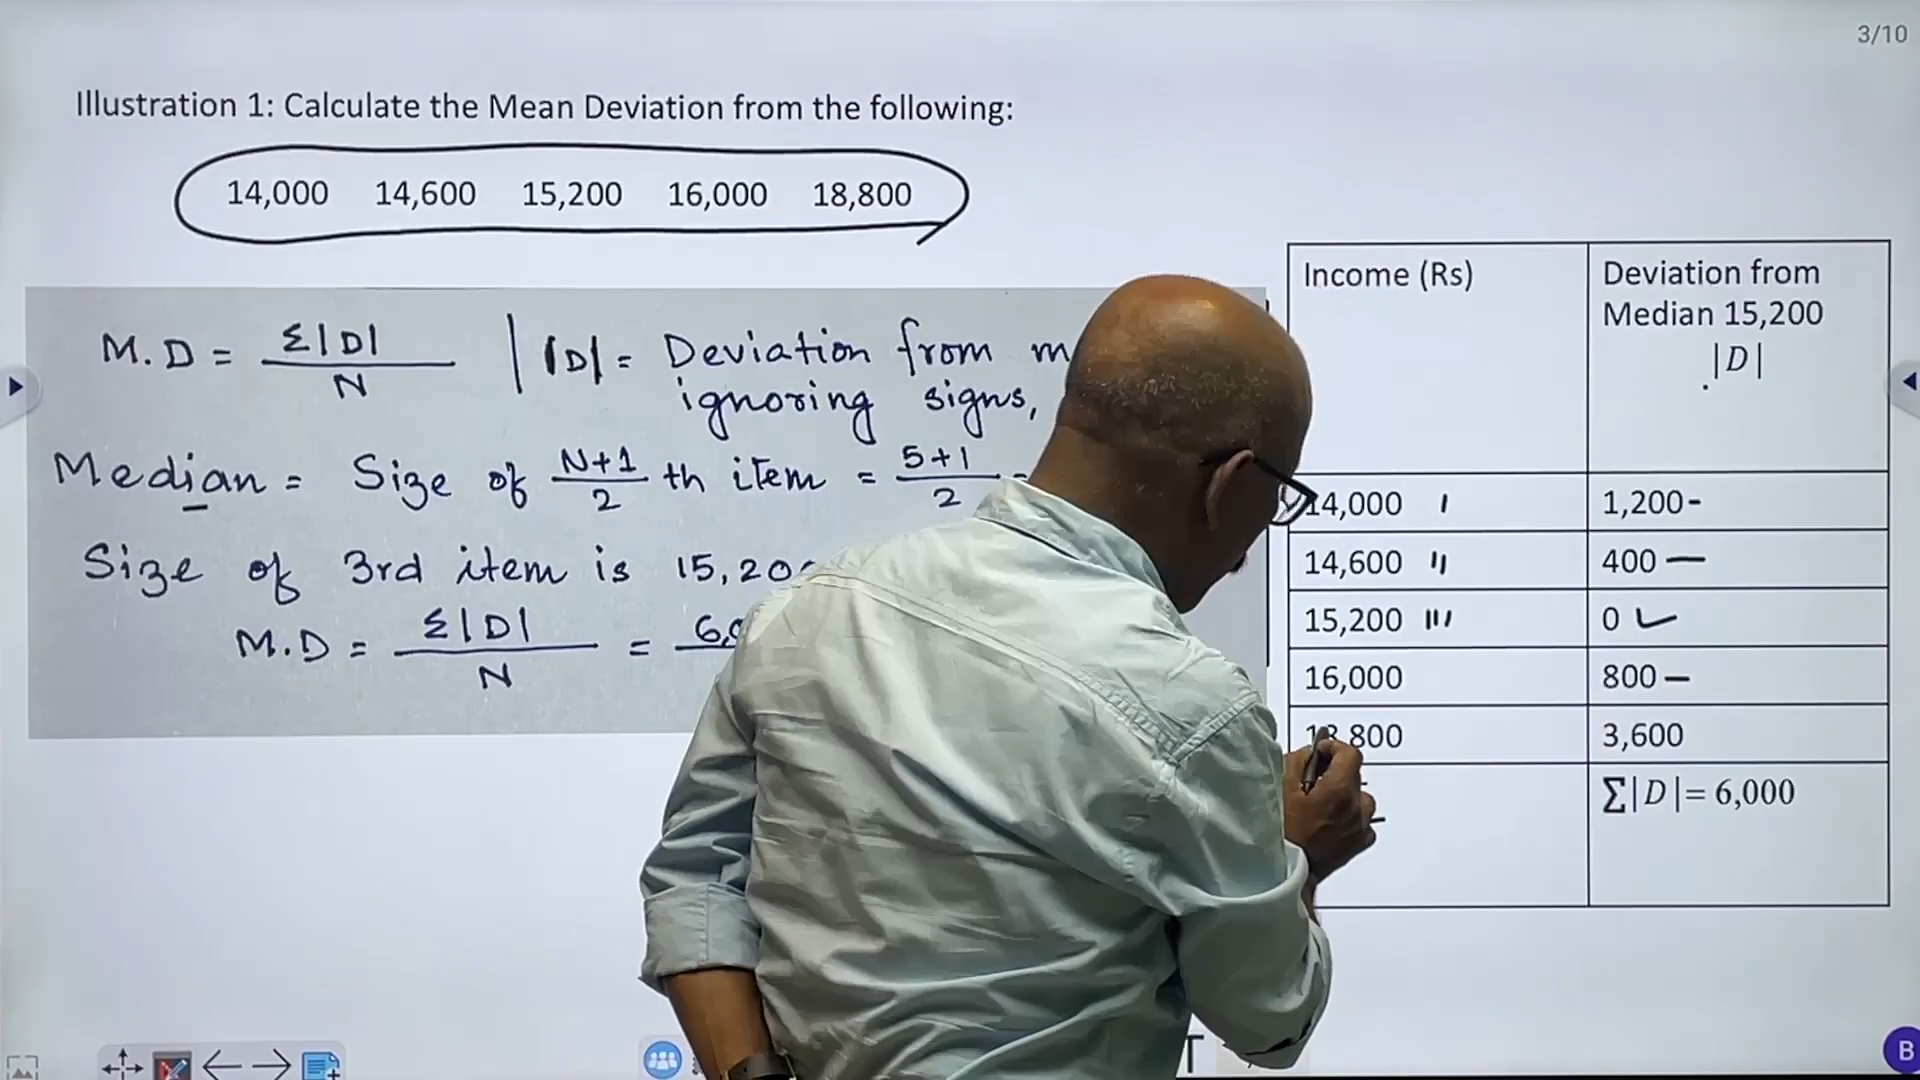 3/10
Illustration 1: Calculate the Mean Deviation from the following:
14,000 14,600 15,200 16,000 18,800
M.D = Σ|D| / N | |D| = Deviation from
ignoring signs,
Median = Size of N+1 / 2 th item = 5+1 / 2
Size of 3rd item is
M.D = Σ|D| / N =
Income (Rs) Deviation from
Median 15,200
|D|
14,000 1,200
14,600 400
15,200 0
16,000 800
18,800 3,600
Σ|D|= 6,000
T
B